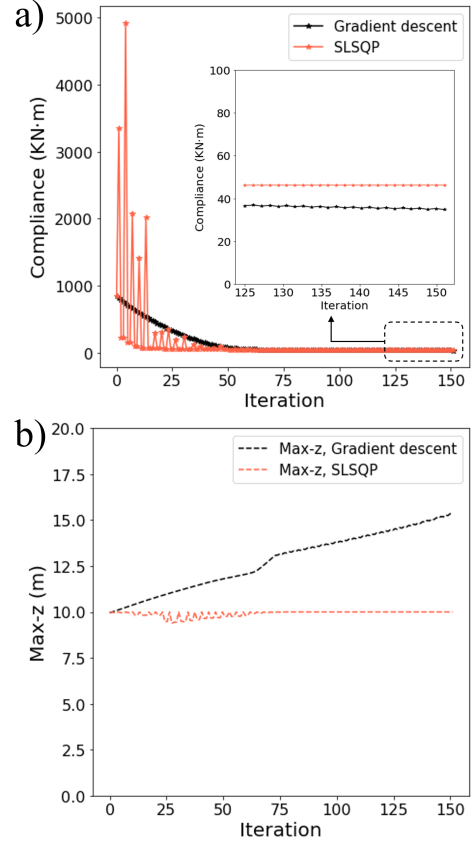 a)
5000
4000
3000
2000
1000
0
Compliance (KN·m)
Gradient descent
SLSQP
100
80
60
40
20
0
Compliance (KN·m)
125 130 135 140 145 150
Iteration
0 25 50 75 100 125 150
Iteration
b)
20.0
17.5
15.0
12.5
10.0
7.5
5.0
2.5
0.0
Max-z (m)
Max-z, Gradient descent
Max-z, SLSQP
0 25 50 75 100 125 150
Iteration